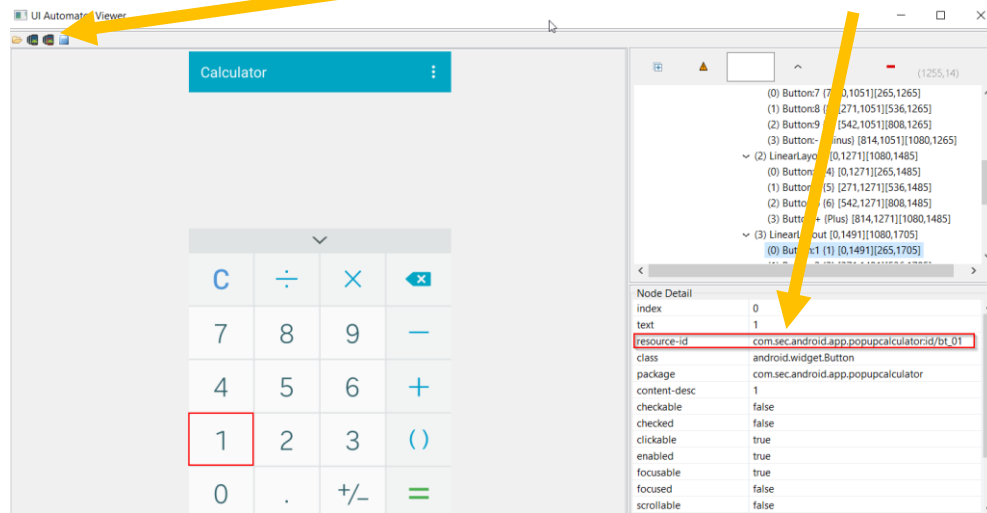 UI Automator Viewer
Calculator
C ÷ ×
7 8 9 −
4 5 6 +
1 2 3 ( )
0 . +/− =
(1255,14)
(0) Button:7 1051][265,1265]
(1) Button:8 [271,1051][536,1265]
(2) Button:9 [542,1051][808,1265]
(3) Button:- inus} [814,1051][1080,1265]
(2) LinearLayout [0,1271][1080,1485]
(0) 4} [0,1271][265,1485]
(1) Button {5} [271,1271][536,1485]
(2) {6} [542,1271][808,1485]
(3) Button:+ {Plus} [814,1271][1080,1485]
(3) LinearLayout [0,1491][1080,1705]
(0) Button:1 {1} [0,1491][265,1705]
Node Detail
index 0
text 1
resource-id com.sec.android.app.popupcalculator:id/bt_01
class android.widget.Button
package com.sec.android.app.popupcalculator
content-desc 1
checkable false
checked false
clickable true
enabled true
focusable true
focused false
scrollable false